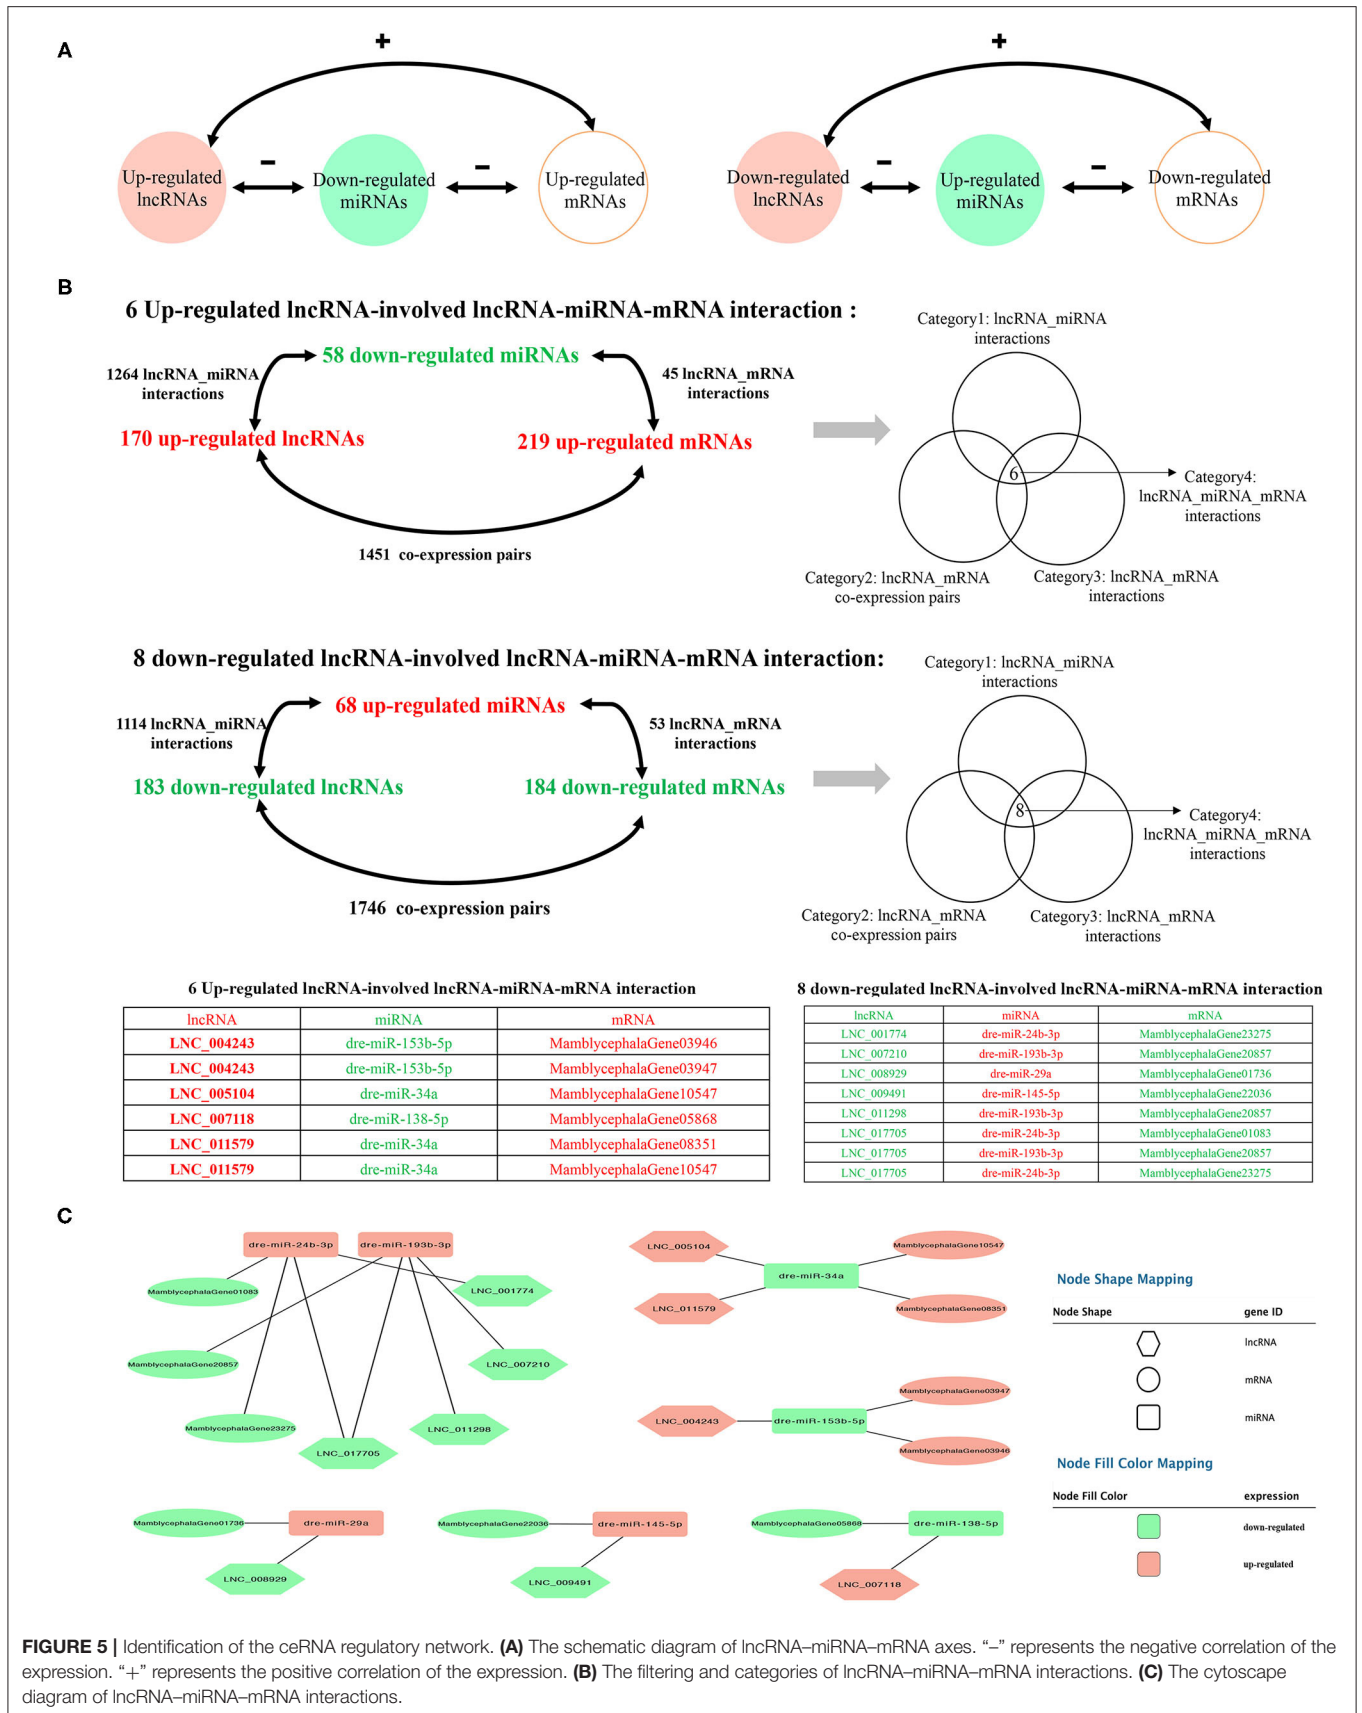 A
+
+
Up-regulated
lncRNAs
–
Down-regulated
miRNAs
–
Up-regulated
mRNAs
Down-regulated
lncRNAs
–
Up-regulated
miRNAs
–
Down-regulated
mRNAs
B
6 Up-regulated lncRNA-involved lncRNA-miRNA-mRNA interaction :
58 down-regulated miRNAs
1264 lncRNA_miRNA
interactions
45 lncRNA_mRNA
interactions
170 up-regulated lncRNAs
219 up-regulated mRNAs
1451 co-expression pairs
Category1: lncRNA_miRNA
interactions
6
Category4:
lncRNA_miRNA_mRNA
interactions
Category2: lncRNA_mRNA
co-expression pairs
Category3: lncRNA_mRNA
interactions
8 down-regulated lncRNA-involved lncRNA-miRNA-mRNA interaction:
68 up-regulated miRNAs
1114 lncRNA_miRNA
interactions
53 lncRNA_mRNA
interactions
183 down-regulated lncRNAs
184 down-regulated mRNAs
1746 co-expression pairs
Category1: lncRNA_miRNA
interactions
8
Category4:
lncRNA_miRNA_mRNA
interactions
Category2: lncRNA_mRNA
co-expression pairs
Category3: lncRNA_mRNA
interactions
6 Up-regulated lncRNA-involved lncRNA-miRNA-mRNA interaction
lncRNA miRNA mRNA
LNC_004243 dre-miR-153b-5p MamblycephalaGene03946
LNC_004243 dre-miR-153b-5p MamblycephalaGene03947
LNC_005104 dre-miR-34a MamblycephalaGene10547
LNC_007118 dre-miR-138-5p MamblycephalaGene05868
LNC_011579 dre-miR-34a MamblycephalaGene08351
LNC_011579 dre-miR-34a MamblycephalaGene10547
8 down-regulated lncRNA-involved lncRNA-miRNA-mRNA interaction
lncRNA miRNA mRNA
LNC_001774 dre-miR-24b-3p MamblycephalaGene23275
LNC_007210 dre-miR-193b-3p MamblycephalaGene20857
LNC_008929 dre-miR-29a MamblycephalaGene01736
LNC_009491 dre-miR-145-5p MamblycephalaGene22036
LNC_011298 dre-miR-193b-3p MamblycephalaGene20857
LNC_017705 dre-miR-24b-3p MamblycephalaGene01083
LNC_017705 dre-miR-193b-3p MamblycephalaGene20857
LNC_017705 dre-miR-24b-3p MamblycephalaGene23275
C
dre-miR-24b-3p
dre-miR-193b-3p
MamblycephalaGene01083
LNC_001774
MamblycephalaGene20857
LNC_007210
MamblycephalaGene23275
LNC_011298
LNC_017705
LNC_005104
MamblycephalaGene10547
dre-miR-34a
LNC_011579
MamblycephalaGene08351
MamblycephalaGene03947
LNC_004243
dre-miR-153b-5p
MamblycephalaGene03946
MamblycephalaGene01736
dre-miR-29a
LNC_008929
MamblycephalaGene22036
dre-miR-145-5p
LNC_009491
MamblycephalaGene05868
dre-miR-138-5p
LNC_007118
Node Shape Mapping
Node Shape gene ID
lncRNA
mRNA
miRNA
Node Fill Color Mapping
Node Fill Color expression
down-regulated
up-regulated
FIGURE 5 | Identification of the ceRNA regulatory network. (A) The schematic diagram of lncRNA–miRNA–mRNA axes. “–” represents the negative correlation of the
expression. “+” represents the positive correlation of the expression. (B) The filtering and categories of lncRNA–miRNA–mRNA interactions. (C) The cytoscape
diagram of lncRNA–miRNA–mRNA interactions.